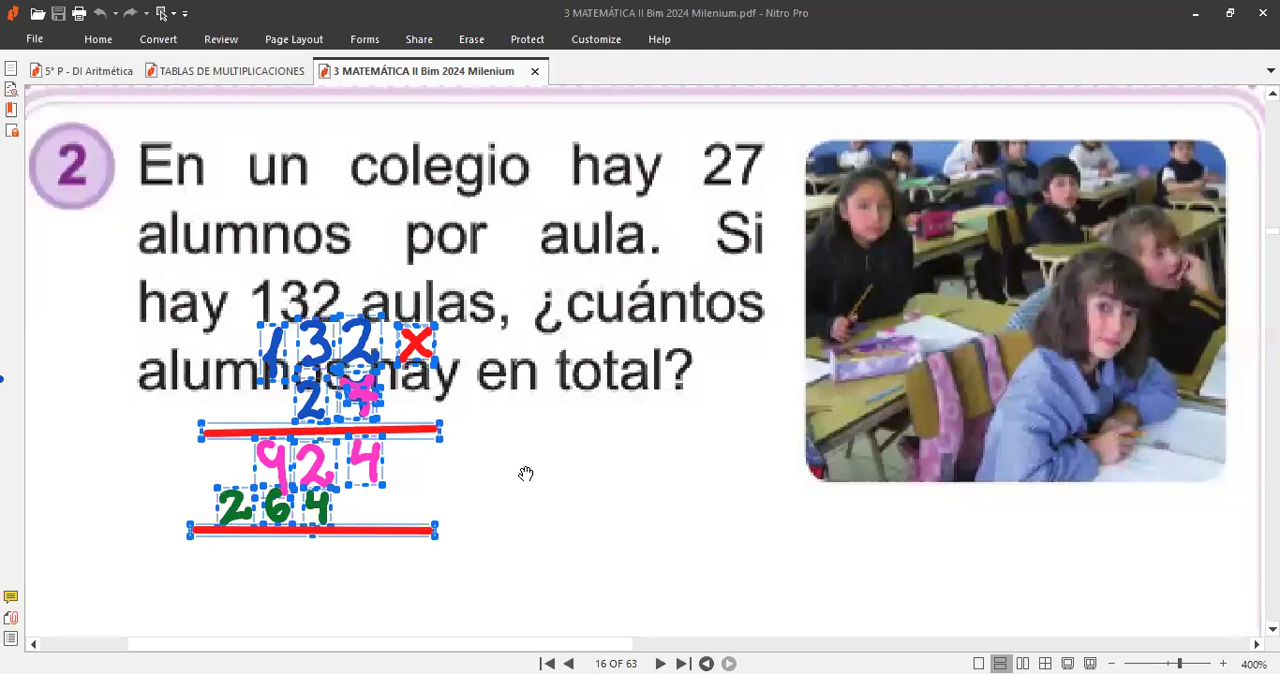 3 MATEMÁTICA II Bim 2024 Milenium.pdf - Nitro Pro
File Home Convert Review Page Layout Forms Share Erase Protect Customize Help
5° P - DI Aritmética TABLAS DE MULTIPLICACIONES 3 MATEMÁTICA II Bim 2024 Milenium
2 En un colegio hay 27
alumnos por aula. Si
hay 132 aulas, ¿cuántos
alumnos hay en total?
132 ×
27
924
264
16 OF 63
400%